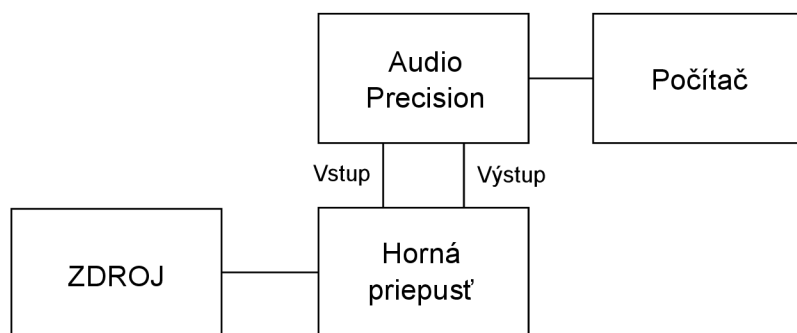 Audio
Precision
Počítač
Vstup
Výstup
ZDROJ
Horná
priepusť